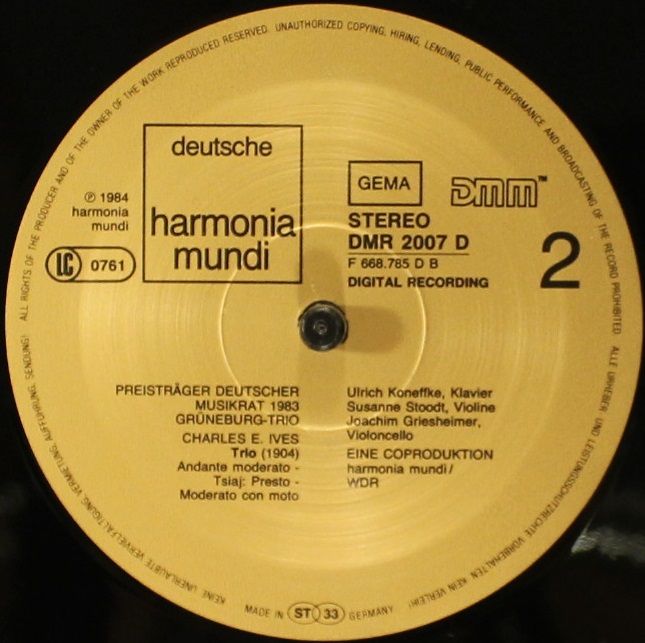 ALL RIGHTS OF THE PRODUCER AND OF THE OWNER OF THE WORK REPRODUCED RESERVED. UNAUTHORIZED COPYING, HIRING, LENDING, PUBLIC PERFORMANCE AND BROADCASTING OF THE RECORD PROHIBITED
ALLE URHEBER UND LEISTUNGSSCHUTZRECHTE VORBEHALTEN KEIN VERLEIH! KEINE UNERLAUBTE VERVIELFÄLTIGUNG, VERMIETUNG, AUFFÜHRUNG, SENDUNG!
deutsche
harmonia
mundi
℗ 1984
harmonia
mundi
LC 0761
GEMA
DMM™
STEREO
DMR 2007 D
F 668.785 D B
DIGITAL RECORDING
2
PREISTRÄGER DEUTSCHER
MUSIKRAT 1983
GRÜNEBURG-TRIO
CHARLES E. IVES
Trio (1904)
Andante moderato -
Tsiaj: Presto -
Moderato con moto
Ulrich Koneffke, Klavier
Susanne Stoodt, Violine
Joachim Griesheimer,
Violoncello
EINE COPRODUKTION
harmonia mundi/
WDR
MADE IN ST 33 GERMANY